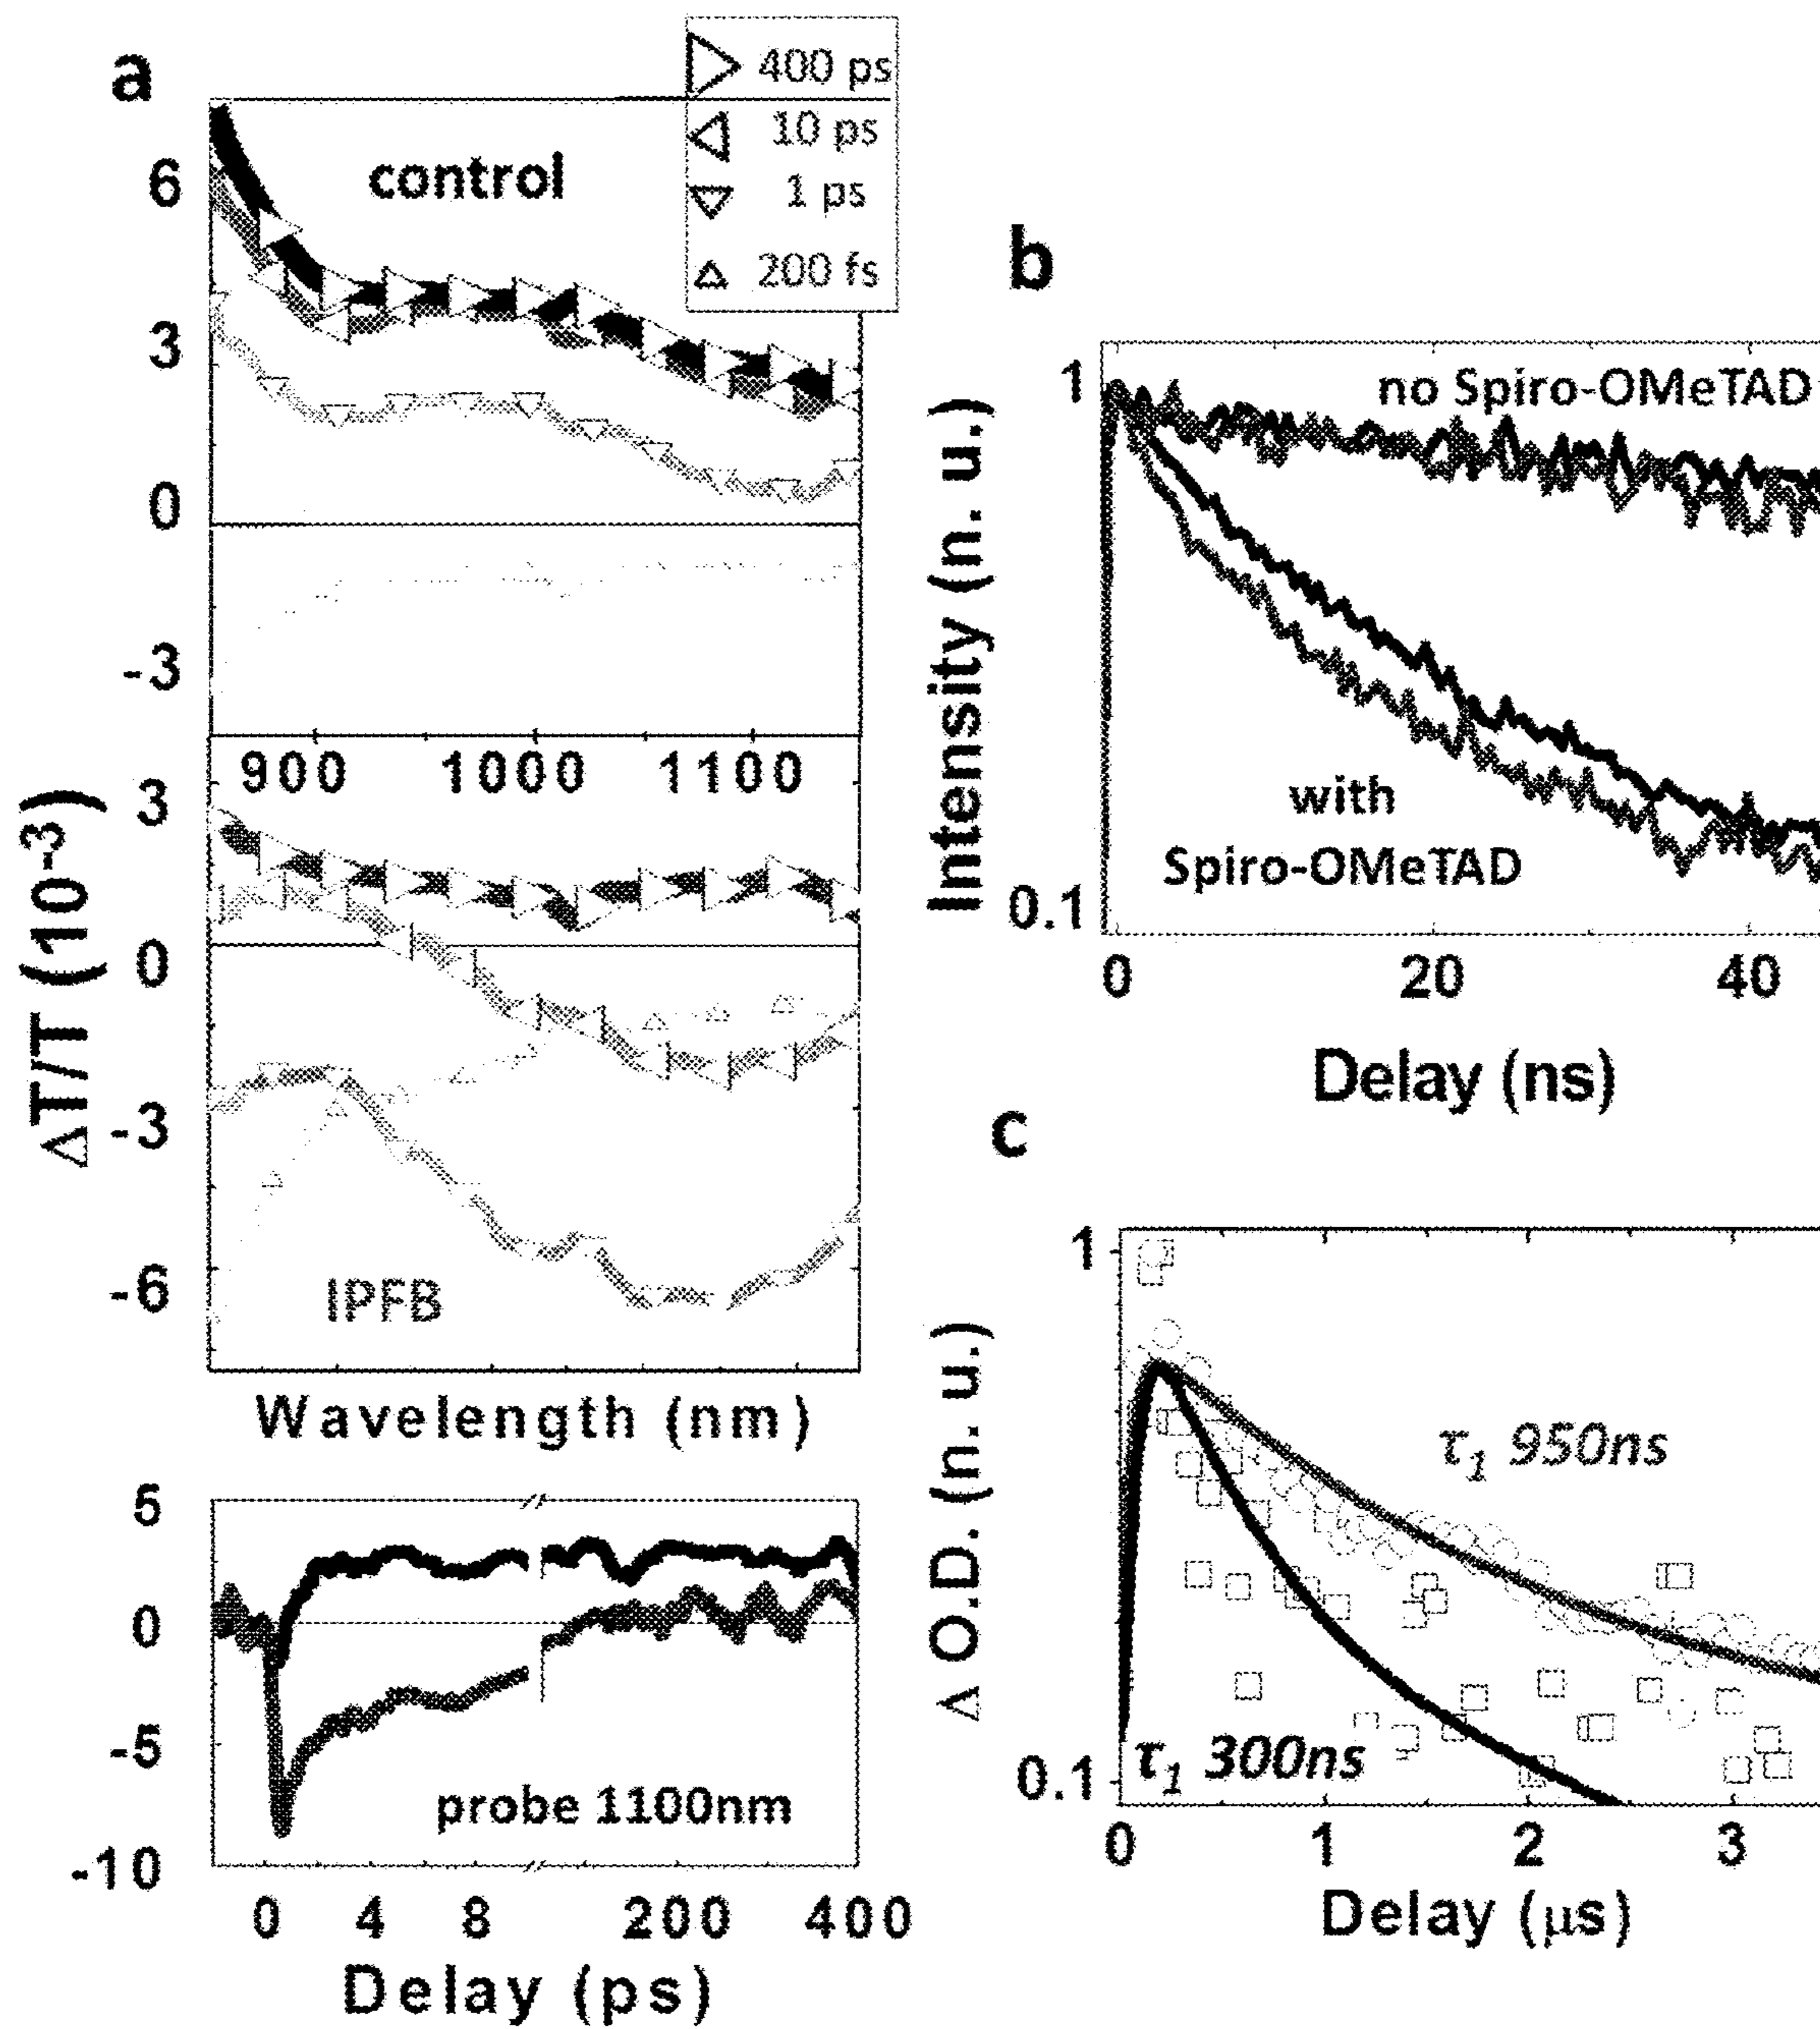 a
400 ps
10 ps
1 ps
200 fs
control
6
3
0
-3
900 1000 1100
3
0
-3
-6
IPFB
ΔT/T (10-3)
Wavelength (nm)
5
0
-5
-10
probe 1100nm
0 4 8 200 400
Delay (ps)
b
1
0.1
Intensity (n. u.)
no Spiro-OMeTAD
with
Spiro-OMeTAD
0 20 40
Delay (ns)
c
1
0.1
Δ O.D. (n. u.)
τ1 950ns
τ1 300ns
0 1 2 3
Delay (μs)